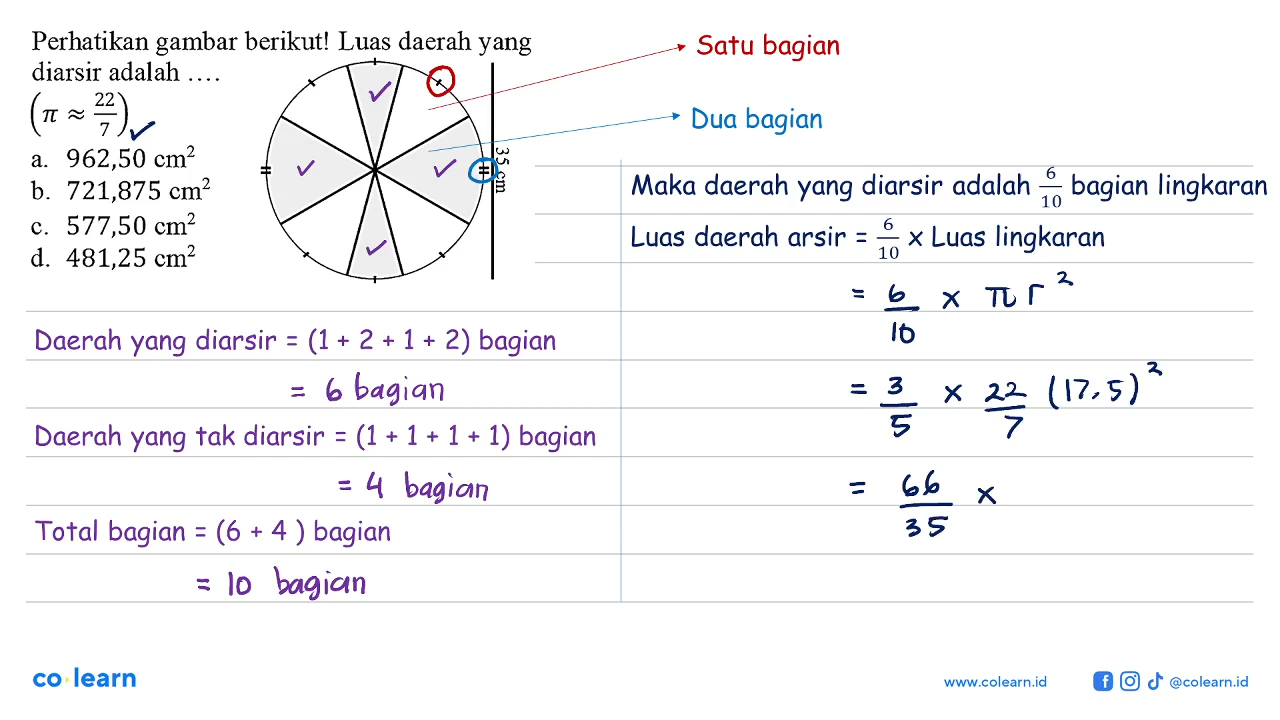 Perhatikan gambar berikut! Luas daerah yang
diarsir adalah ….
(π ≈ 22/7)
a. 962,50 cm²
b. 721,875 cm²
c. 577,50 cm²
d. 481,25 cm²
35 cm
Satu bagian
Dua bagian
Daerah yang diarsir = (1 + 2 + 1 + 2) bagian
= 6 bagian
Daerah yang tak diarsir = (1 + 1 + 1 + 1) bagian
= 4 bagian
Total bagian = (6 + 4 ) bagian
= 10 bagian
Maka daerah yang diarsir adalah 6/10 bagian lingkaran
Luas daerah arsir = 6/10 x Luas lingkaran
= 6/10 x π r²
= 3/5 x 22/7 (17,5)²
= 66/35 x
co·learn
www.colearn.id
@colearn.id